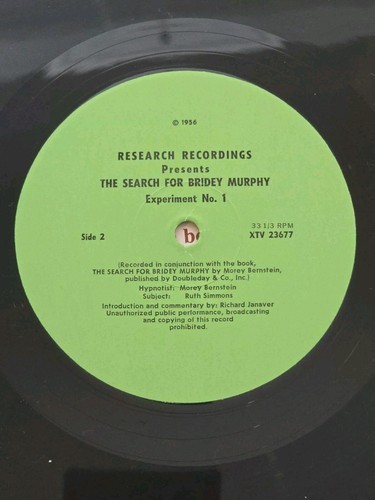 © 1956
RESEARCH RECORDINGS
Presents
THE SEARCH FOR BRIDEY MURPHY
Experiment No. 1
33 1/3 RPM
Side 2 XTV 23677
(Recorded in conjunction with the book,
THE SEARCH FOR BRIDEY MURPHY by Morey Bernstein,
published by Doubleday & Co., Inc.)
Hypnotist: Morey Bernstein
Subject: Ruth Simmons
Introduction and commentary by: Richard Janaver
Unauthorized public performance, broadcasting
and copying of this record
prohibited.